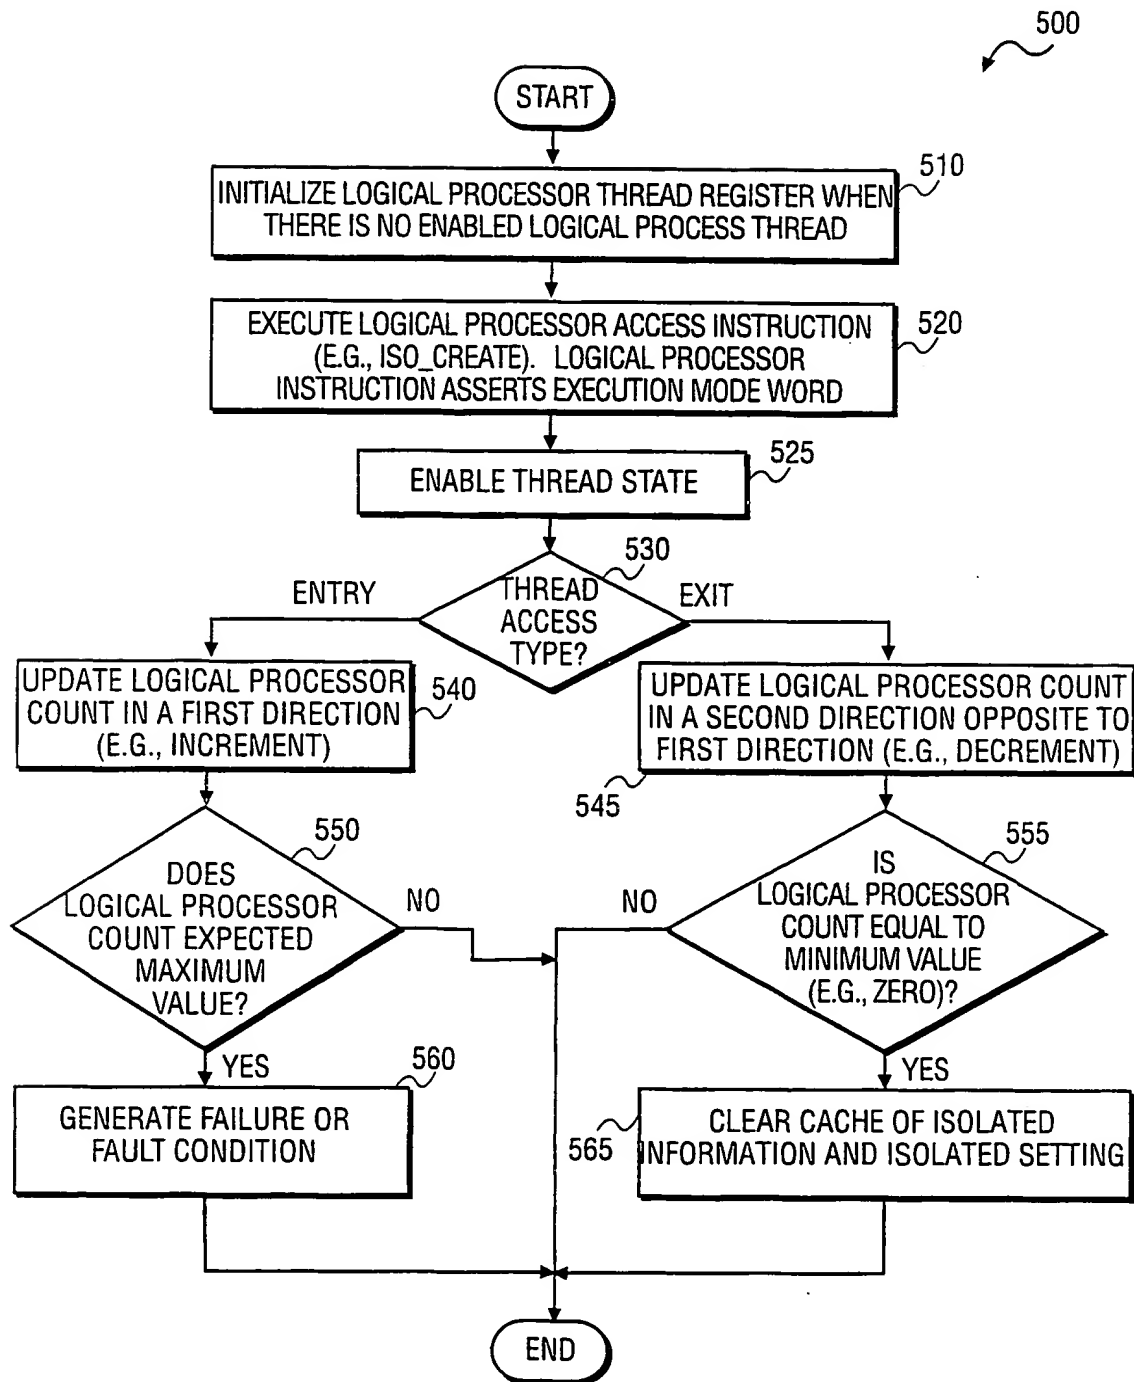 500
START
510
INITIALIZE LOGICAL PROCESSOR THREAD REGISTER WHEN
THERE IS NO ENABLED LOGICAL PROCESS THREAD
520
EXECUTE LOGICAL PROCESSOR ACCESS INSTRUCTION
(E.G., ISO_CREATE). LOGICAL PROCESSOR
INSTRUCTION ASSERTS EXECUTION MODE WORD
525
ENABLE THREAD STATE
530
ENTRY
THREAD
ACCESS
TYPE?
EXIT
UPDATE LOGICAL PROCESSOR
COUNT IN A FIRST DIRECTION
(E.G., INCREMENT)
540
UPDATE LOGICAL PROCESSOR COUNT
IN A SECOND DIRECTION OPPOSITE TO
FIRST DIRECTION (E.G., DECREMENT)
545
550
DOES
LOGICAL PROCESSOR
COUNT EXPECTED
MAXIMUM
VALUE?
NO
555
IS
LOGICAL PROCESSOR
COUNT EQUAL TO
MINIMUM VALUE
(E.G., ZERO)?
NO
YES
560
GENERATE FAILURE OR
FAULT CONDITION
YES
565
CLEAR CACHE OF ISOLATED
INFORMATION AND ISOLATED SETTING
END